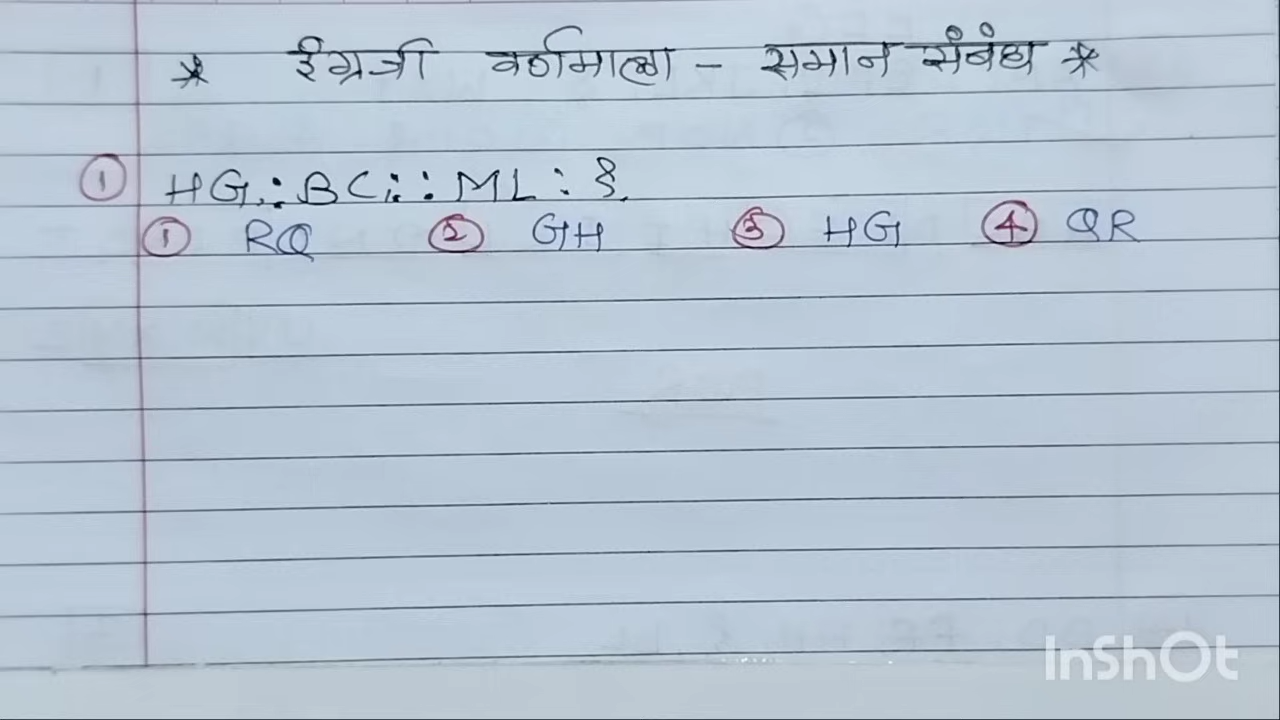 * इंग्रजी वर्णमाळा - समान संबंध *
① HG : BC : : ML : ?
① RQ ② GH ③ HG ④ QR
InShOt